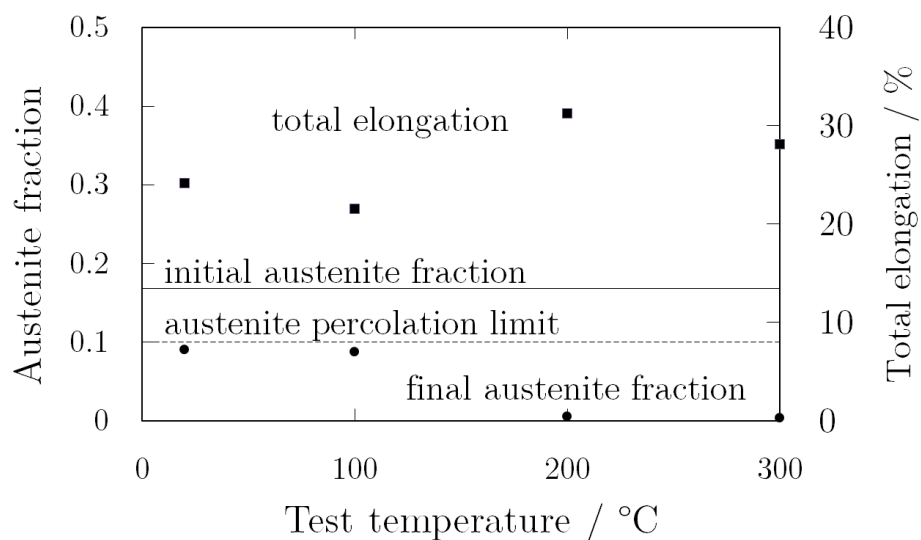 0.5
0.4
0.3
0.2
0.1
0
Austenite fraction
total elongation
initial austenite fraction
austenite percolation limit
final austenite fraction
40
30
20
10
0
Total elongation / %
0 100 200 300
Test temperature / °C